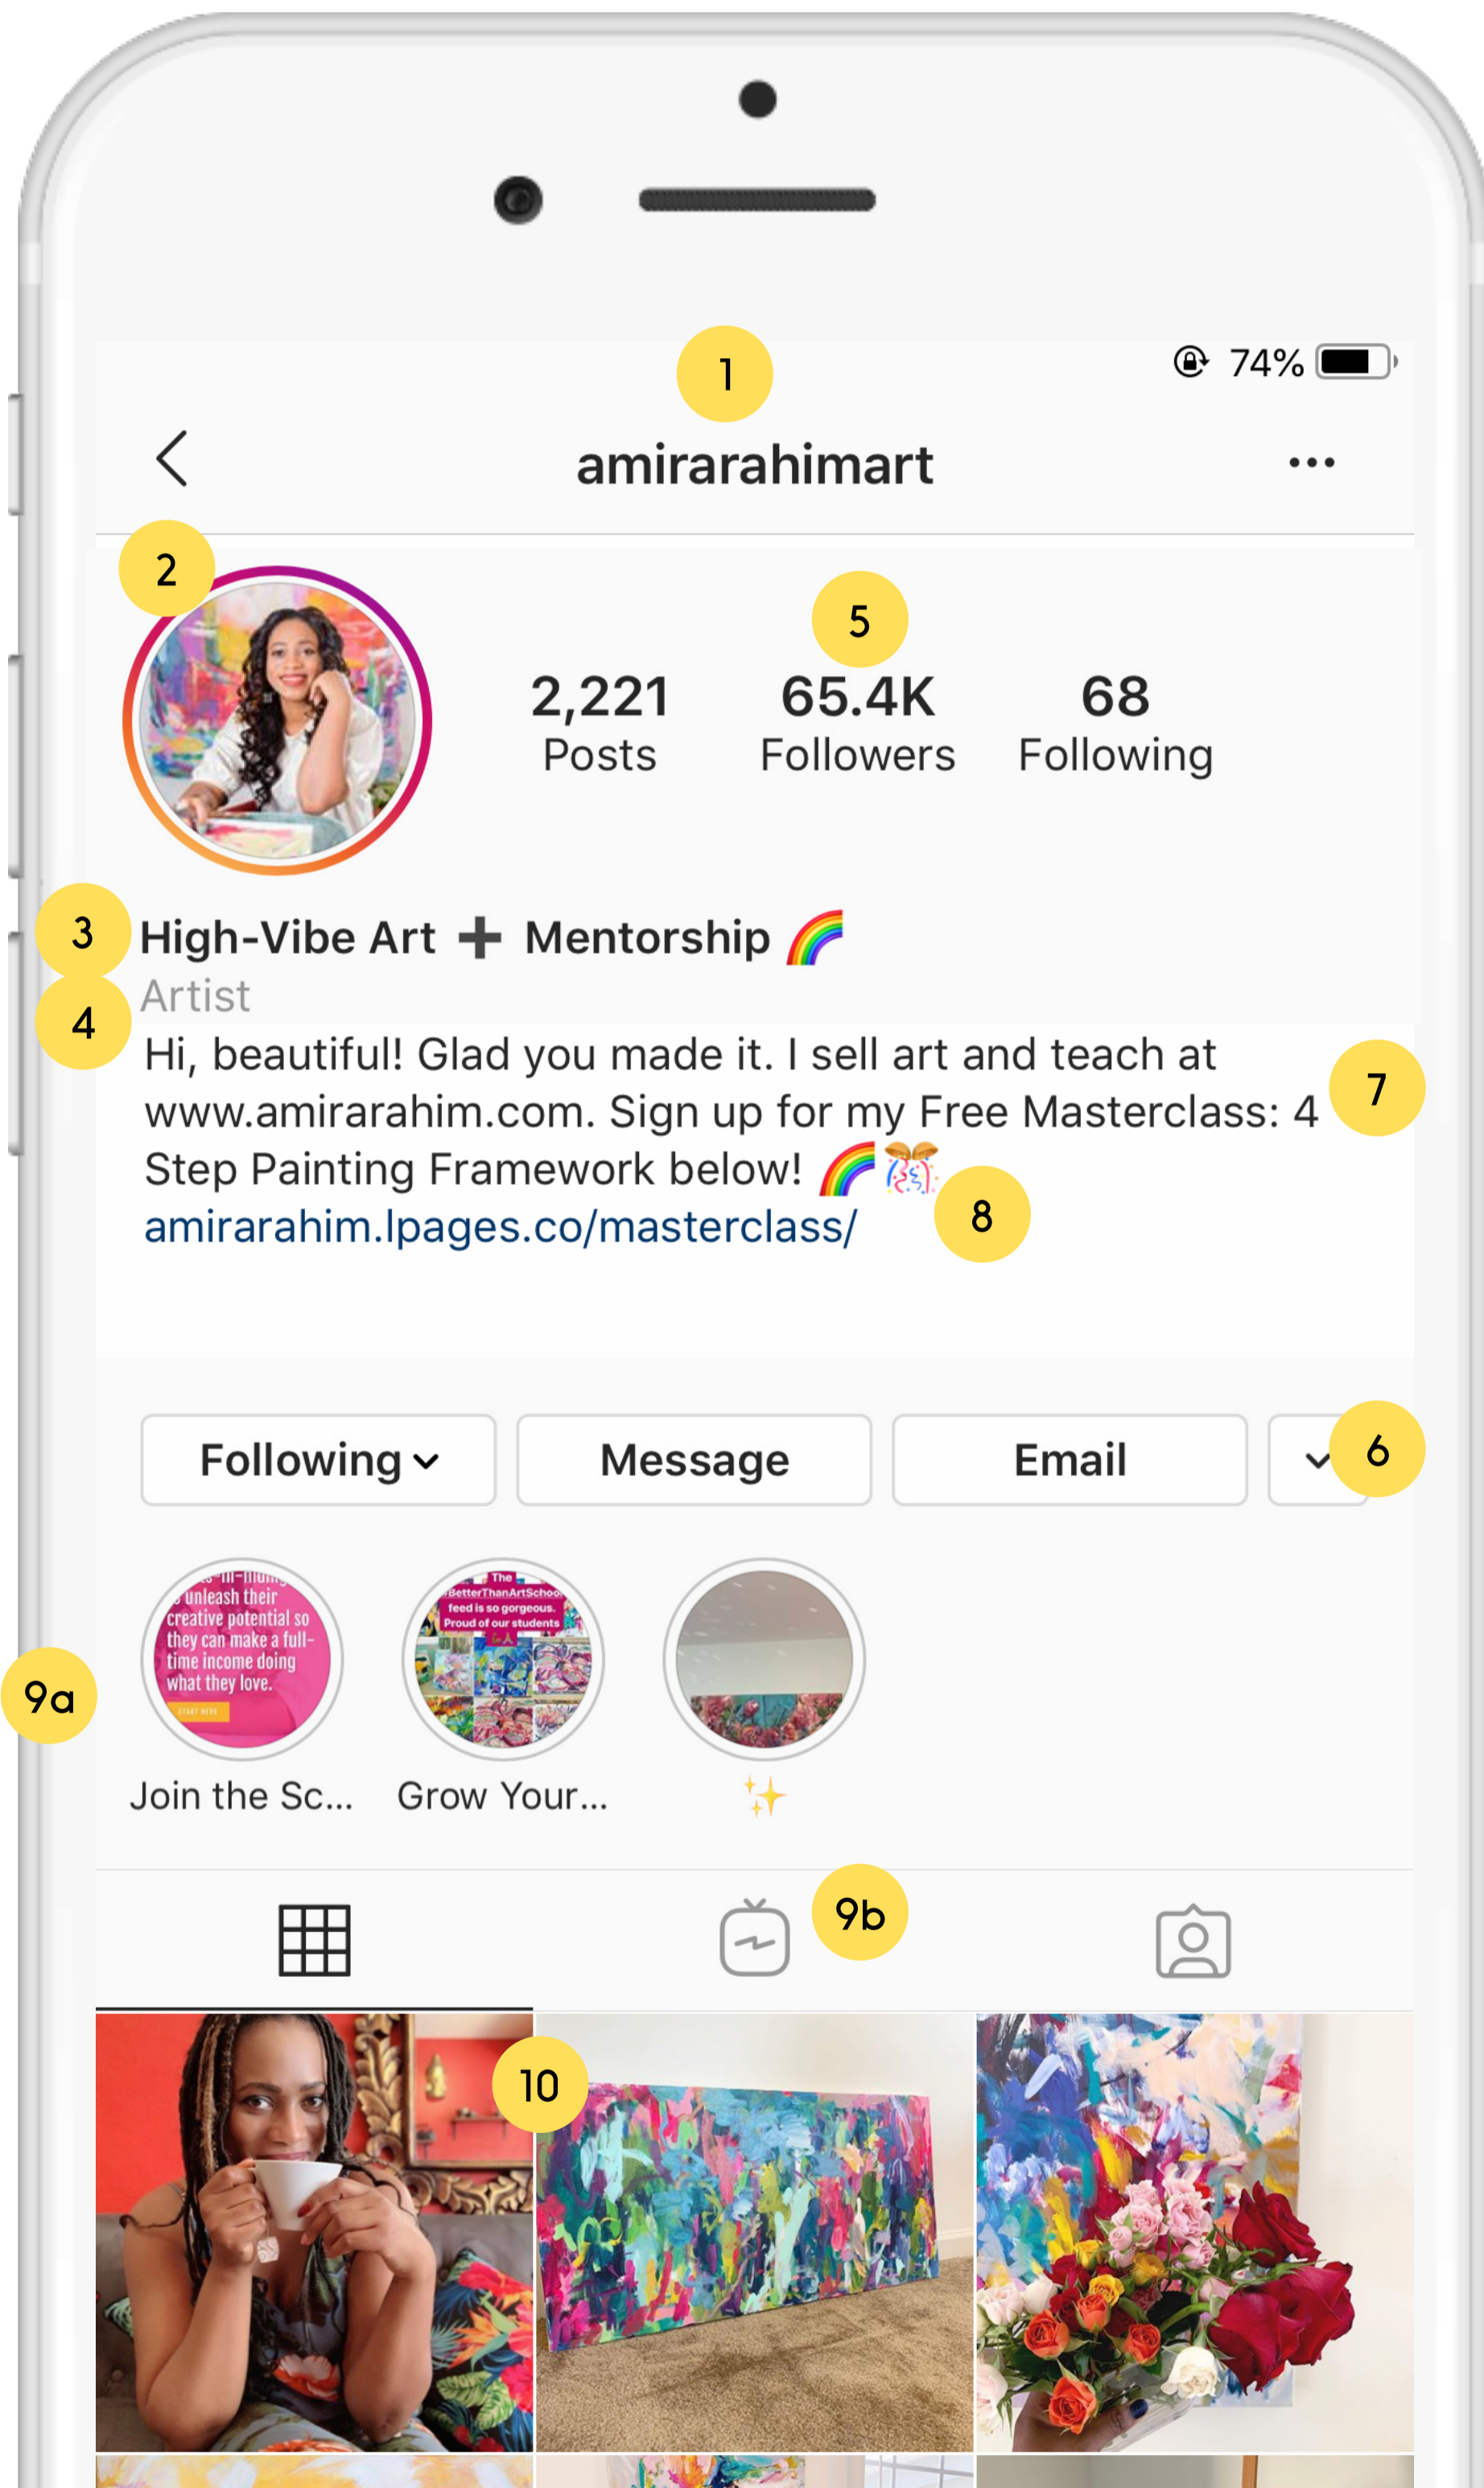 1
74%
amirarahimart
2
5
2,221 65.4K 68
Posts Followers Following
3
High-Vibe Art ➕ Mentorship 🌈
4
Artist
Hi, beautiful! Glad you made it. I sell art and teach at
7
www.amirarahim.com. Sign up for my Free Masterclass: 4
Step Painting Framework below! 🌈🎊
8
amirarahim.lpages.co/masterclass/
6
Following Message Email
unleash their
creative potential so
they can make a full-
time income doing
what they love.
START HERE
The
BetterThanArtSchool
feed is so gorgeous.
Proud of our students
9a
Join the Sc... Grow Your... ✨
9b
10